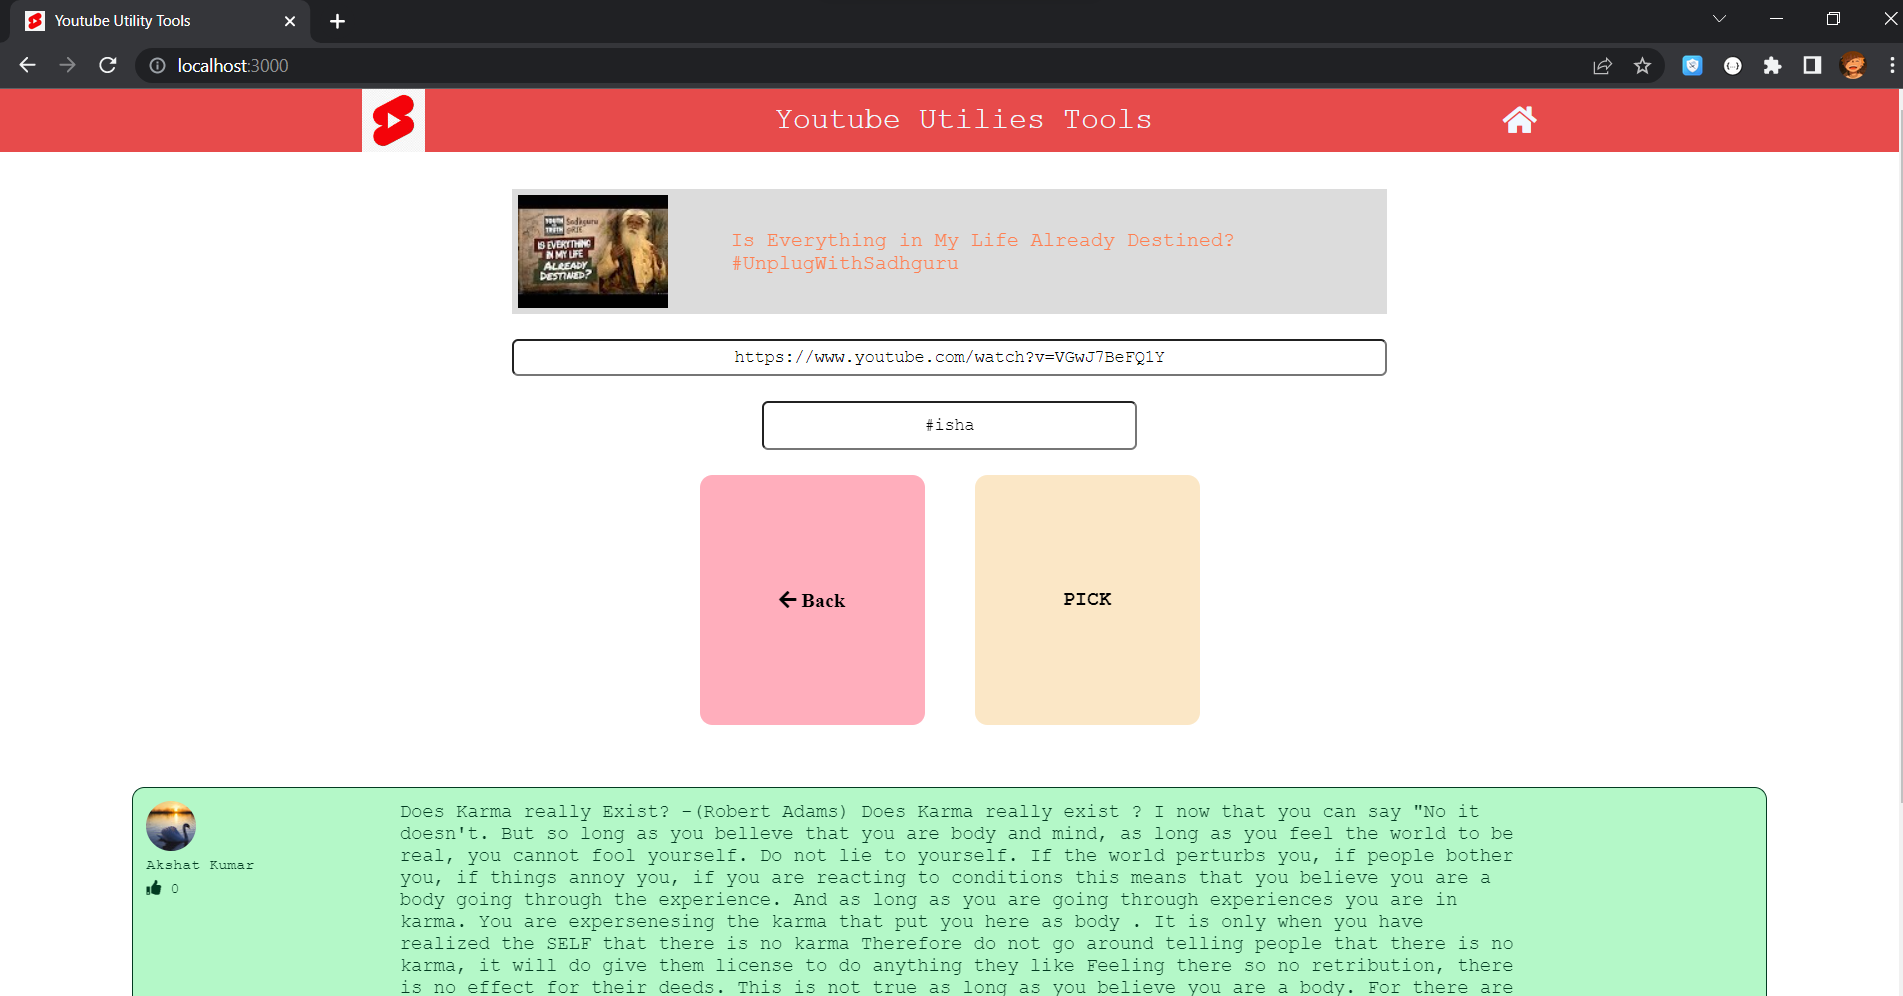 Youtube Utility Tools
localhost:3000
Youtube Utilies Tools
YOUTH
TRUTH
Sadhguru
@RIE
IS EVERYTHING
IN MY LIFE
ALREADY
DESTINED?
Is Everything in My Life Already Destined?
#UnplugWithSadhguru
https://www.youtube.com/watch?v=VGwJ7BeFQ1Y
#isha
Back
PICK
Akshat Kumar
0
Does Karma really Exist? -(Robert Adams) Does Karma really exist ? I now that you can say "No it
doesn't. But so long as you belleve that you are body and mind, as long as you feel the world to be
real, you cannot fool yourself. Do not lie to yourself. If the world perturbs you, if people bother
you, if things annoy you, if you are reacting to conditions this means that you believe you are a
body going through the experience. And as long as you are going through experiences you are in
karma. You are expersenesing the karma that put you here as body . It is only when you have
realized the SELF that there is no karma Therefore do not go around telling people that there is no
karma, it will do give them license to do anything they like Feeling there so no retribution, there
is no effect for their deeds. This is not true as long as you believe you are a body. For there are